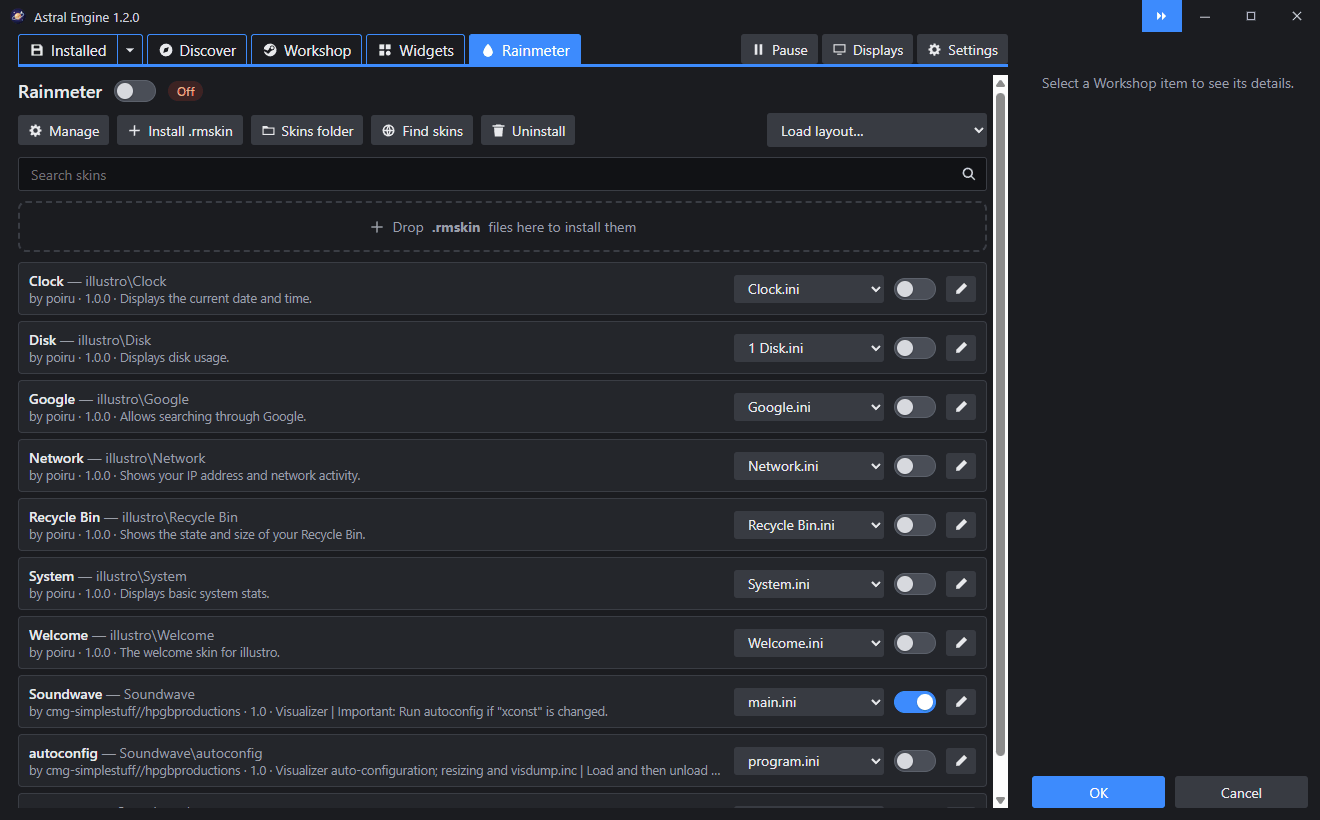 Astral Engine 1.2.0
Installed
Discover
Workshop
Widgets
Rainmeter
Pause
Displays
Settings
Select a Workshop item to see its details.
Rainmeter
Off
Manage
Install .rmskin
Skins folder
Find skins
Uninstall
Load layout...
Search skins
Drop .rmskin files here to install them
Clock — illustro\Clock
by poiru · 1.0.0 · Displays the current date and time.
Clock.ini
Disk — illustro\Disk
by poiru · 1.0.0 · Displays disk usage.
1 Disk.ini
Google — illustro\Google
by poiru · 1.0.0 · Allows searching through Google.
Google.ini
Network — illustro\Network
by poiru · 1.0.0 · Shows your IP address and network activity.
Network.ini
Recycle Bin — illustro\Recycle Bin
by poiru · 1.0.0 · Shows the state and size of your Recycle Bin.
Recycle Bin.ini
System — illustro\System
by poiru · 1.0.0 · Displays basic system stats.
System.ini
Welcome — illustro\Welcome
by poiru · 1.0.0 · The welcome skin for illustro.
Welcome.ini
Soundwave — Soundwave
by cmg-simplestuff//hpgbproductions · 1.0 · Visualizer | Important: Run autoconfig if "xconst" is changed.
main.ini
autoconfig — Soundwave\autoconfig
by cmg-simplestuff//hpgbproductions · 1.0 · Visualizer auto-configuration; resizing and visdump.inc | Load and then unload ...
program.ini
OK
Cancel